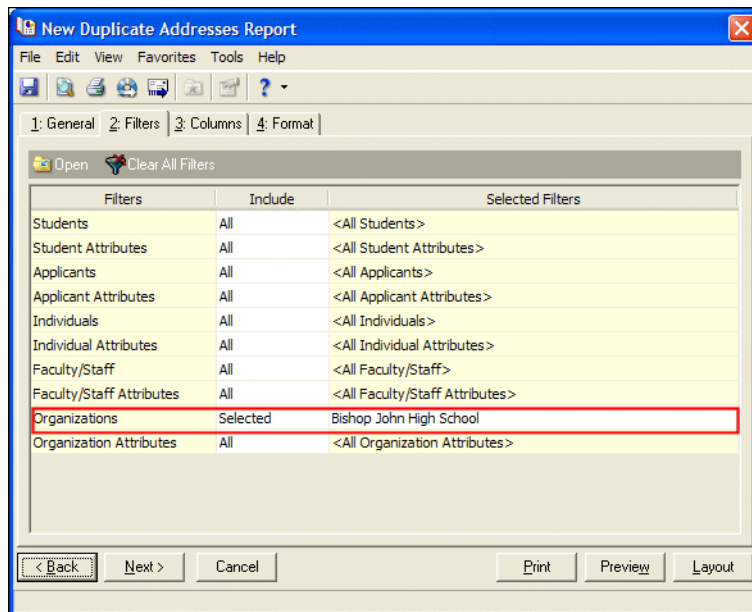 New Duplicate Addresses Report
File Edit View Favorites Tools Help
1: General 2: Filters 3: Columns 4: Format
Open Clear All Filters
Filters Include Selected Filters
Students All <All Students>
Student Attributes All <All Student Attributes>
Applicants All <All Applicants>
Applicant Attributes All <All Applicant Attributes>
Individuals All <All Individuals>
Individual Attributes All <All Individual Attributes>
Faculty/Staff All <All Faculty/Staff>
Faculty/Staff Attributes All <All Faculty/Staff Attributes>
Organizations Selected Bishop John High School
Organization Attributes All <All Organization Attributes>
< Back Next > Cancel Print Preview Layout